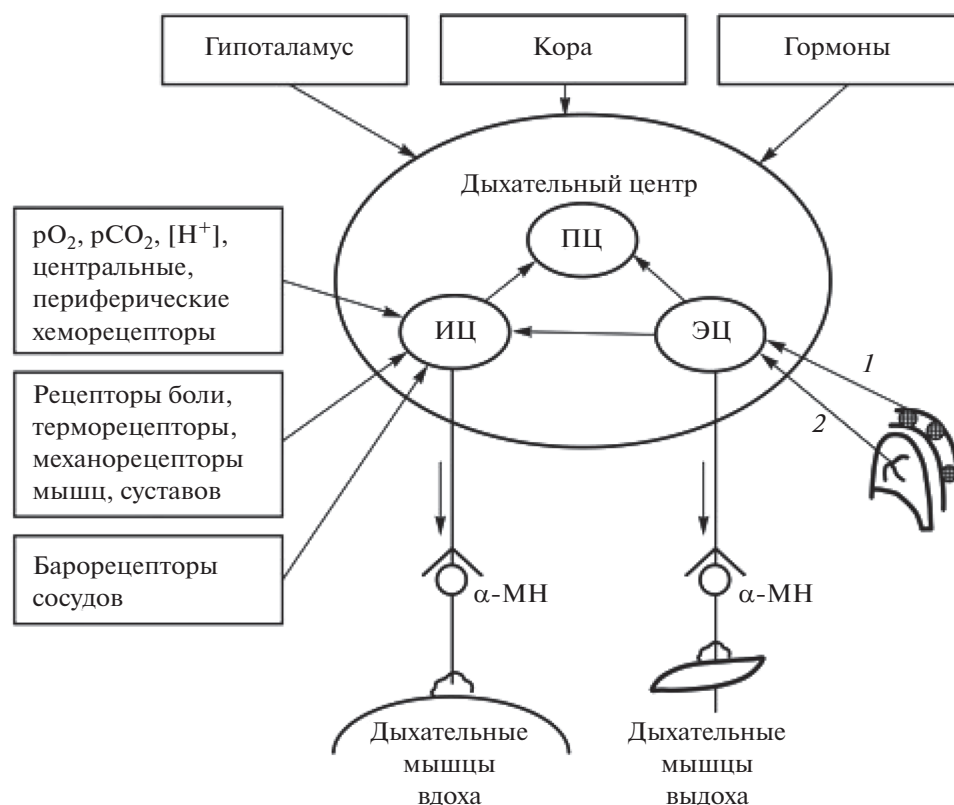 Гипоталамус
Кора
Гормоны
Дыхательный центр
ПЦ
ИЦ
ЭЦ
pO₂, pCO₂, [H⁺],
центральные,
периферические
хеморецепторы
Рецепторы боли,
терморецепторы,
механорецепторы
мышц, суставов
Барорецепторы
сосудов
1
2
α-МН
α-МН
Дыхательные
мышцы
вдоха
Дыхательные
мышцы
выдоха